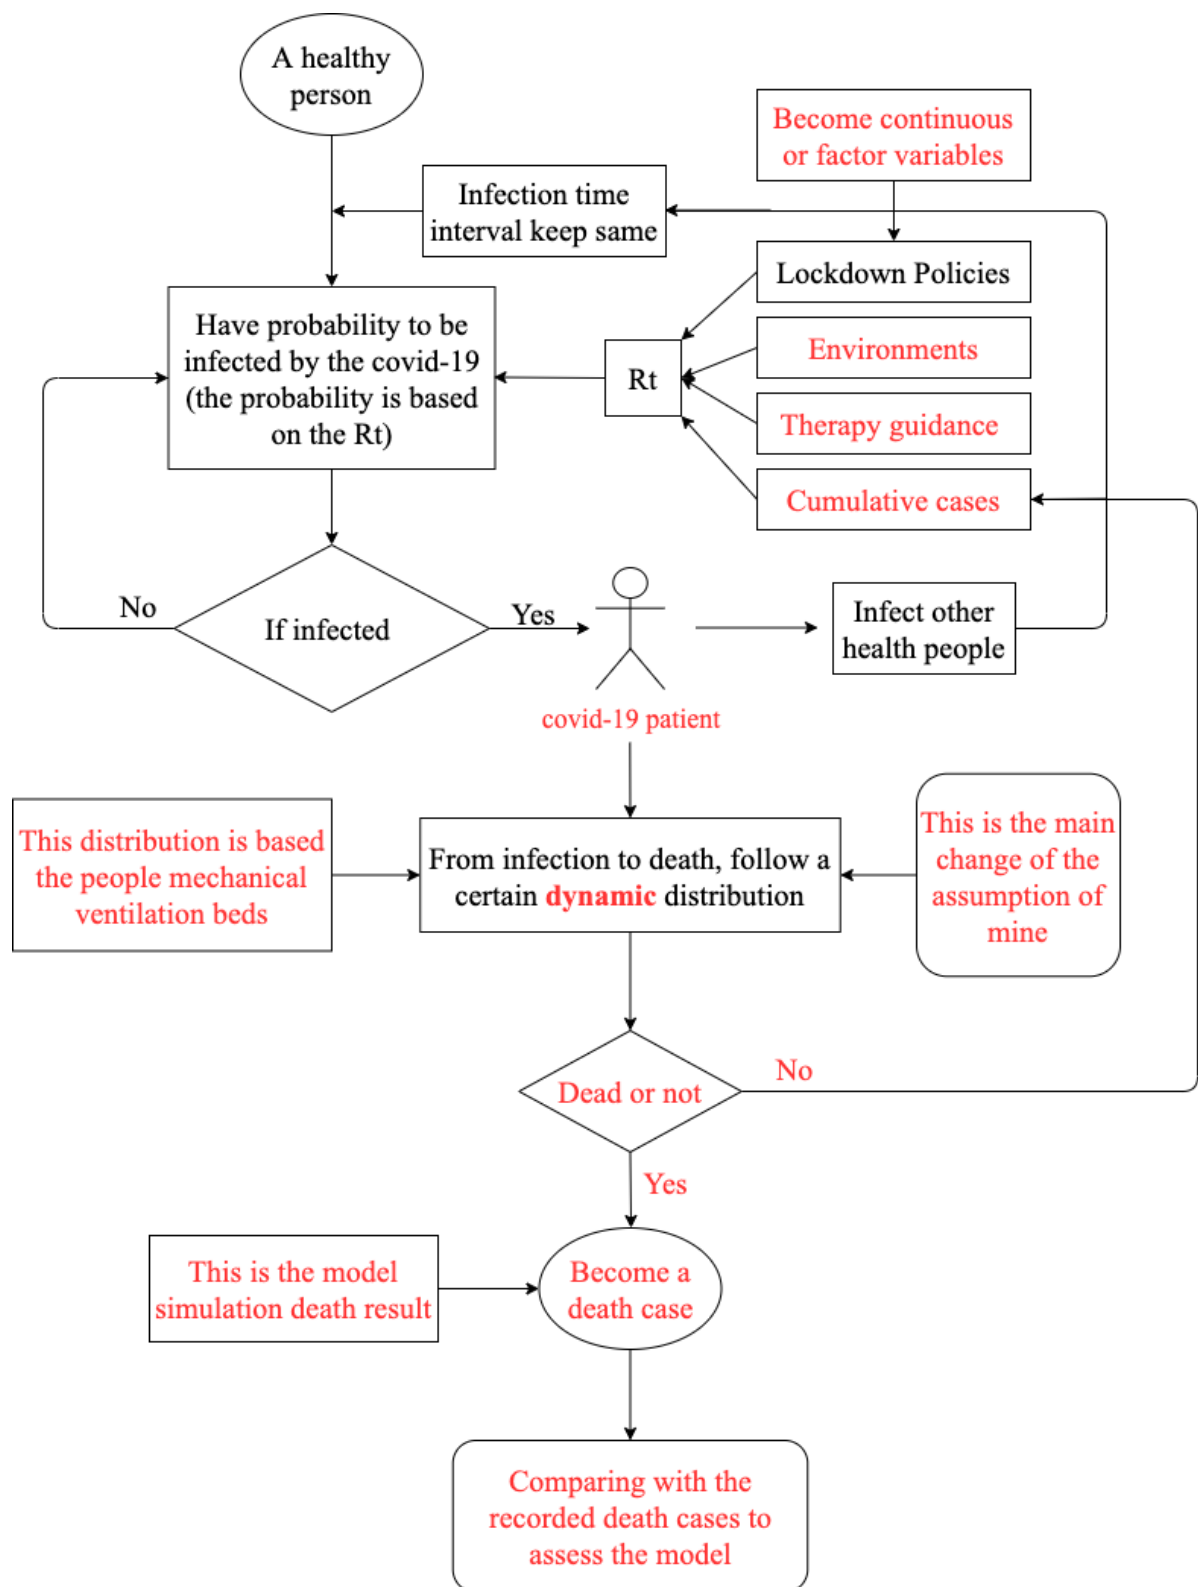 A healthy
person
Become continuous
or factor variables
Infection time
interval keep same
Lockdown Policies
Have probability to be
infected by the covid-19
(the probability is based
on the Rt)
Rt
Environments
Therapy guidance
Cumulative cases
No
If infected
Yes
Infect other
health people
covid-19 patient
This distribution is based
the people mechanical
ventilation beds
From infection to death, follow a
certain dynamic distribution
This is the main
change of the
assumption of
mine
Dead or not
No
Yes
This is the model
simulation death result
Become a
death case
Comparing with the
recorded death cases to
assess the model